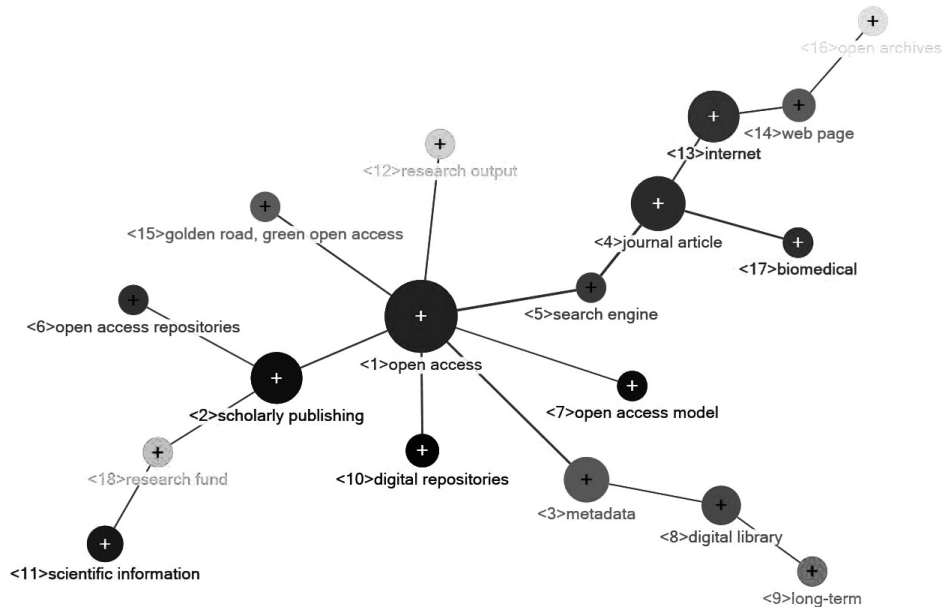 <16>open archives
<14>web page
<13>internet
<12>research output
<15>golden road, green open access
<4>journal article
<17>biomedical
<5>search engine
<6>open access repositories
<1>open access
<2>scholarly publishing
<7>open access model
<18>research fund
<10>digital repositories
<3>metadata
<8>digital library
<11>scientific information
<9>long-term